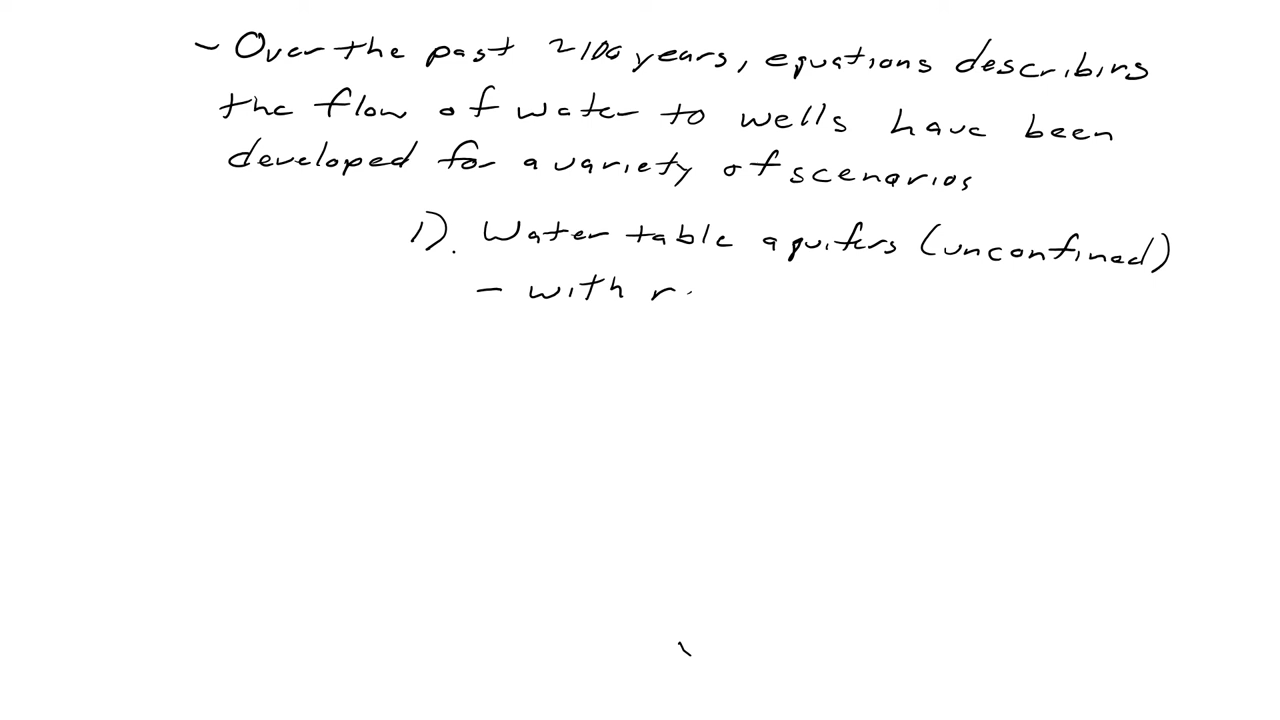 - Over the past ~100 years, equations describing
the flow of water to wells have been
developed for a variety of scenarios
1). Water table aquifers (unconfined)
- with r